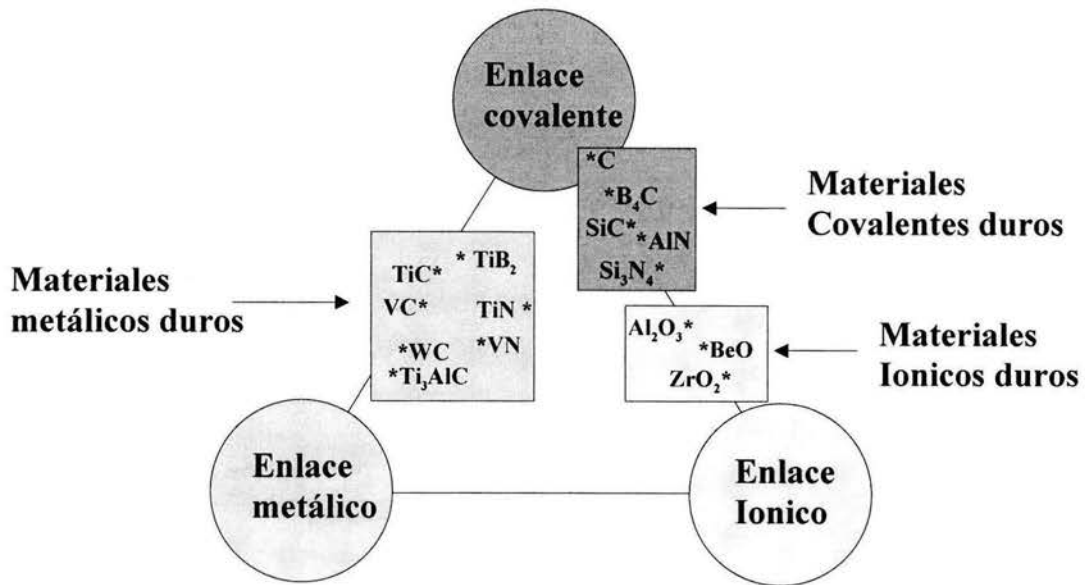 Enlace
covalente
*C
*B₄C
SiC*
*AlN
Si₃N₄*
Materiales
Covalentes duros
Materiales
metálicos duros
* TiB₂
TiC*
VC*
TiN *
*VN
*WC
*Ti₃AlC
Al₂O₃*
*BeO
ZrO₂*
Materiales
Ionicos duros
Enlace
metálico
Enlace
Ionico